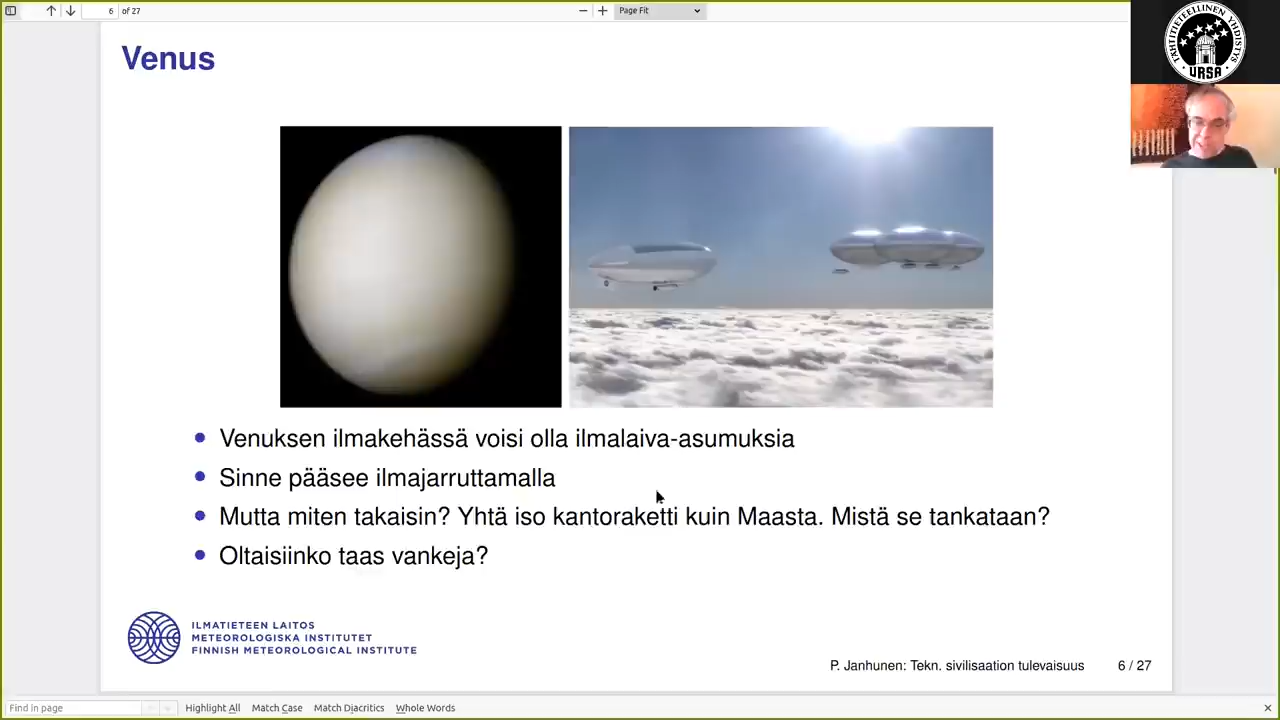 6 of 27
Page Fit
TÄHTITIETEELLINEN YHDISTYS
URSA
Venus
Venuksen ilmakehässä voisi olla ilmalaiva-asumuksia
Sinne pääsee ilmajarruttamalla
Mutta miten takaisin? Yhtä iso kantoraketti kuin Maasta. Mistä se tankataan?
Oltaisiinko taas vankeja?
ILMATIETEEN LAITOS
METEOROLOGISKA INSTITUTET
FINNISH METEOROLOGICAL INSTITUTE
P. Janhunen: Tekn. sivilisaation tulevaisuus 6 / 27
Find in page Highlight All Match Case Match Diacritics Whole Words